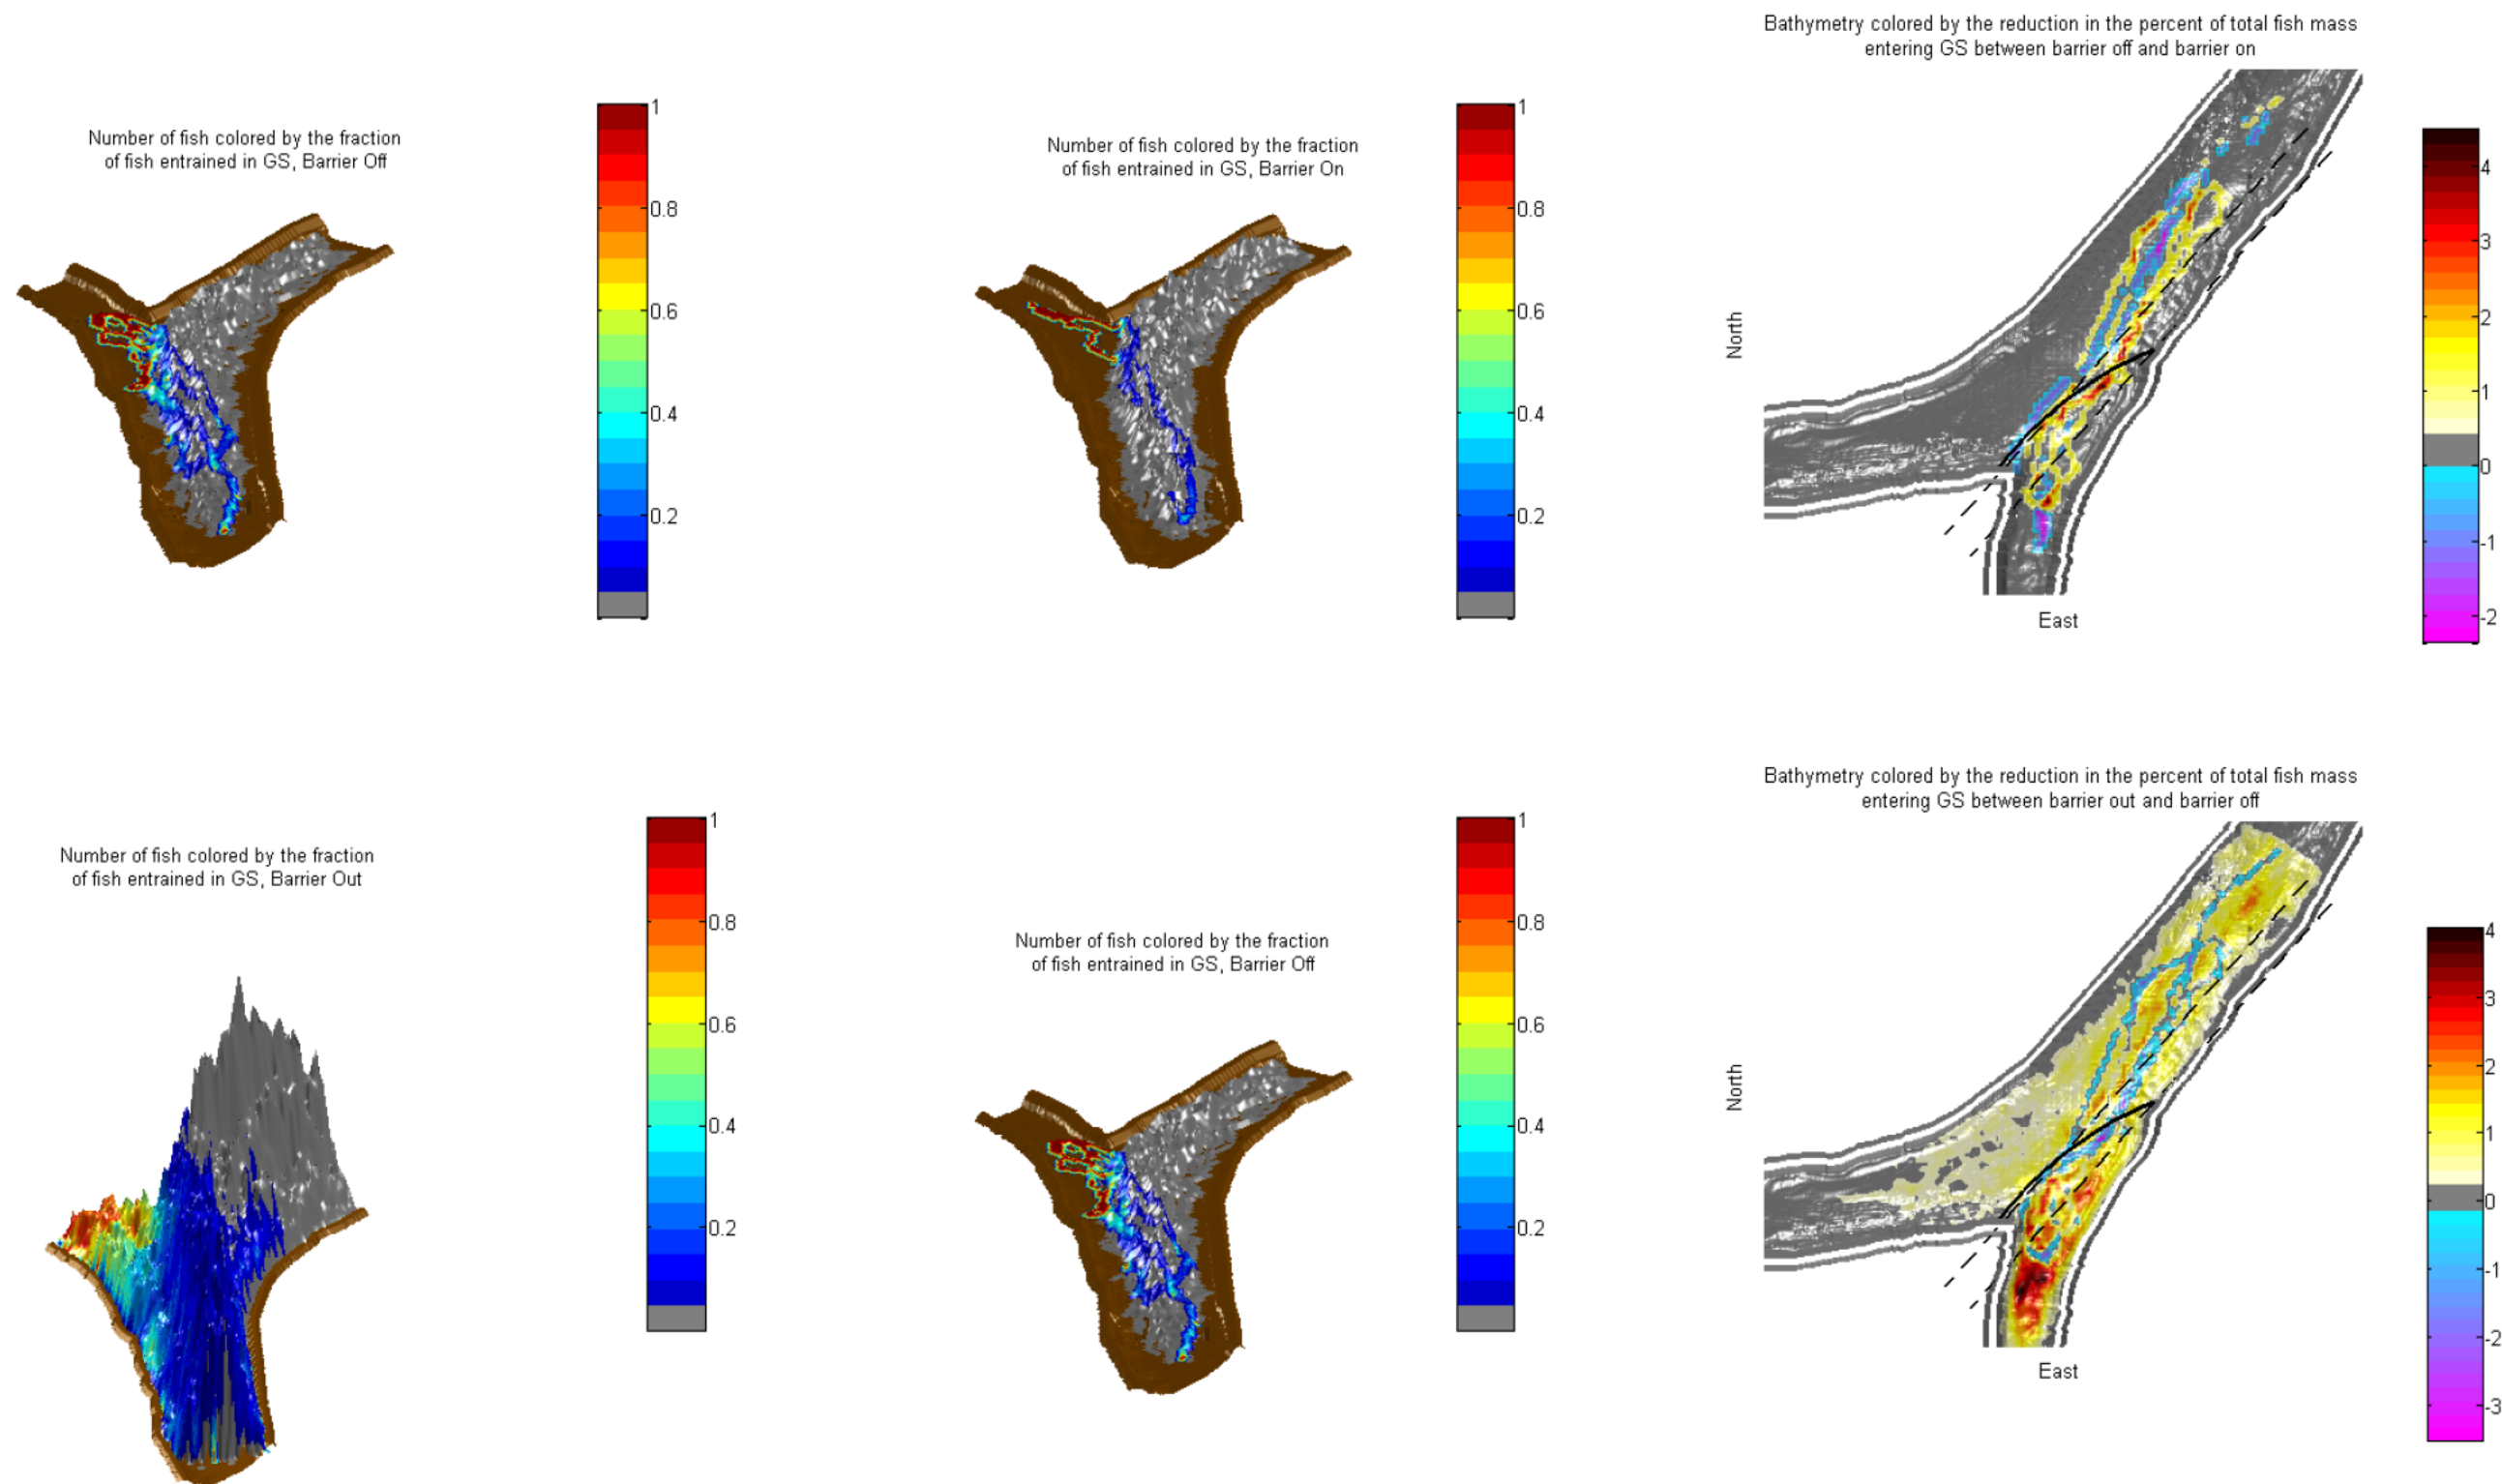 Number of fish colored by the fraction
of fish entrained in GS, Barrier Off
1
0.8
0.6
0.4
0.2
Number of fish colored by the fraction
of fish entrained in GS, Barrier On
1
0.8
0.6
0.4
0.2
Bathymetry colored by the reduction in the percent of total fish mass
entering GS between barrier off and barrier on
North
East
4
3
2
1
0
-1
-2
Number of fish colored by the fraction
of fish entrained in GS, Barrier Out
1
0.8
0.6
0.4
0.2
Number of fish colored by the fraction
of fish entrained in GS, Barrier Off
1
0.8
0.6
0.4
0.2
Bathymetry colored by the reduction in the percent of total fish mass
entering GS between barrier out and barrier off
North
East
4
3
2
1
0
-1
-2
-3